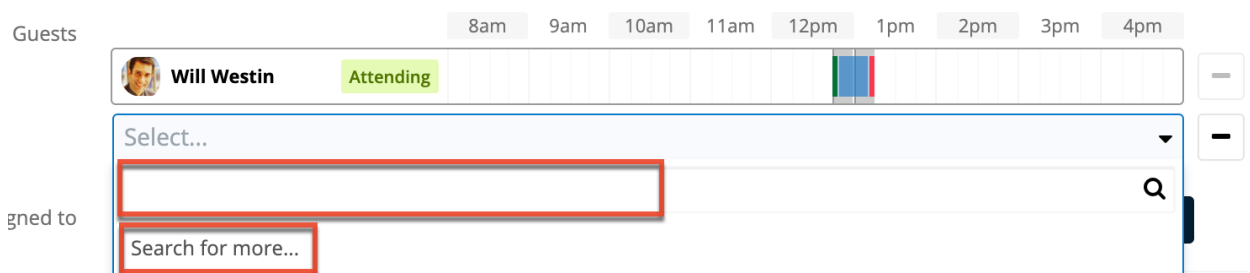 Guests
8am 9am 10am 11am 12pm 1pm 2pm 3pm 4pm
Will Westin Attending
Select...
gned to
Search for more...